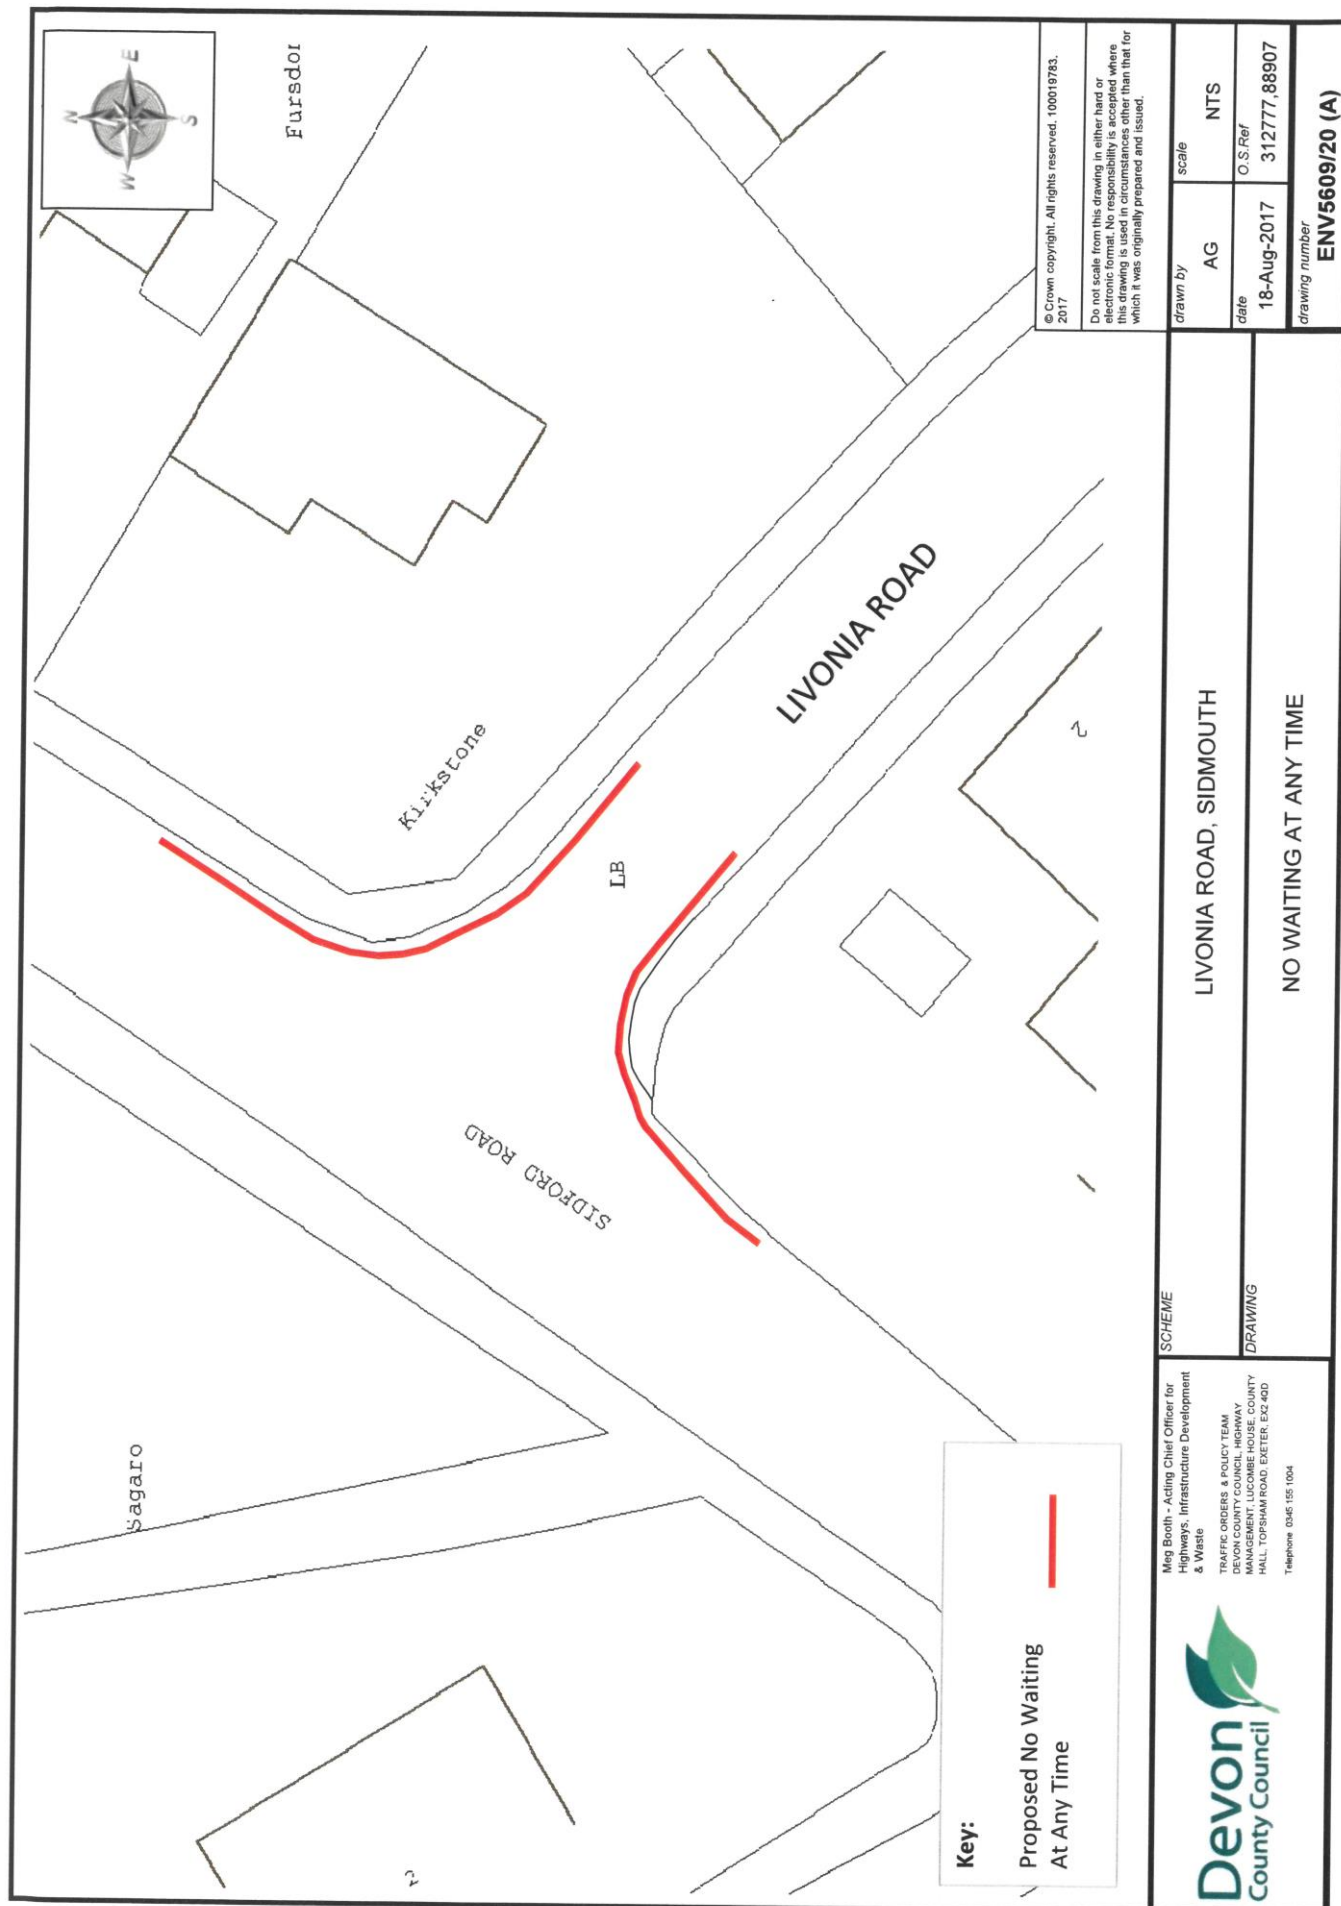 N
E
S
W
Fursdor
Kirkstone
Sagaro
LB
LIVONIA ROAD
SIDFORD ROAD
2
2
Key:
Proposed No Waiting
At Any Time
© Crown copyright. All rights reserved. 100019783.
2017
Do not scale from this drawing in either hard or
electronic format. No responsibility is accepted where
this drawing is used in circumstances other than that for
which it was originally prepared and issued.
Devon
County Council
Meg Booth - Acting Chief Officer for
Highways, Infrastructure Development
& Waste
TRAFFIC ORDERS & POLICY TEAM
DEVON COUNTY COUNCIL, HIGHWAY
MANAGEMENT, LUCOMBE HOUSE, COUNTY
HALL, TOPSHAM ROAD, EXETER, EX2 4QD
Telephone 0345 155 1004
SCHEME
LIVONIA ROAD, SIDMOUTH
DRAWING
NO WAITING AT ANY TIME
drawn by
AG
scale
NTS
date
18-Aug-2017
O.S.Ref
312777,88907
drawing number
ENV5609/20 (A)